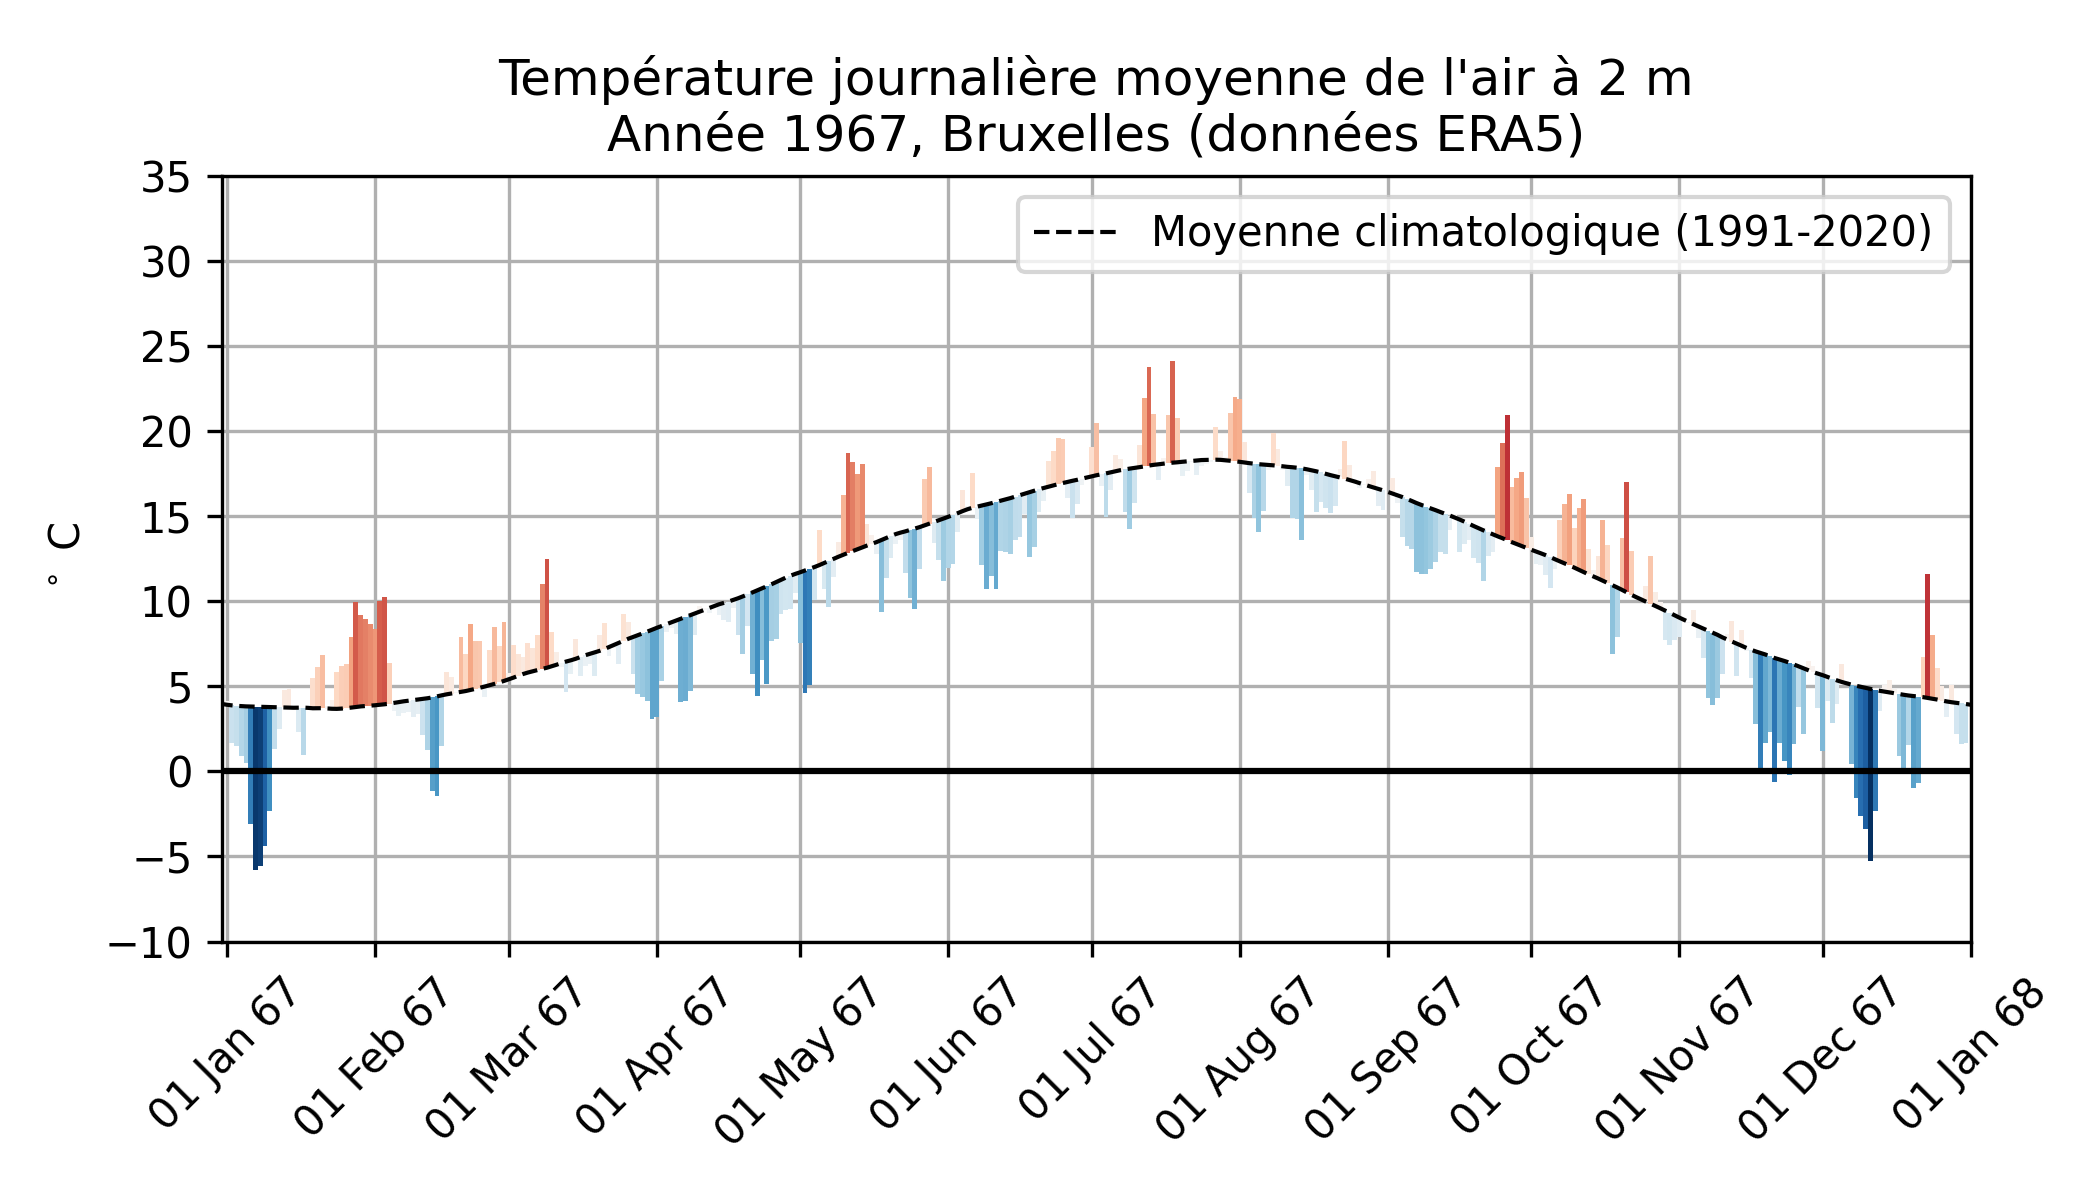 Température journalière moyenne de l'air à 2 m
Année 1967, Bruxelles (données ERA5)
Moyenne climatologique (1991-2020)
35
30
25
20
15
10
5
0
−5
−10
° C
01 Jan 67
01 Feb 67
01 Mar 67
01 Apr 67
01 May 67
01 Jun 67
01 Jul 67
01 Aug 67
01 Sep 67
01 Oct 67
01 Nov 67
01 Dec 67
01 Jan 68